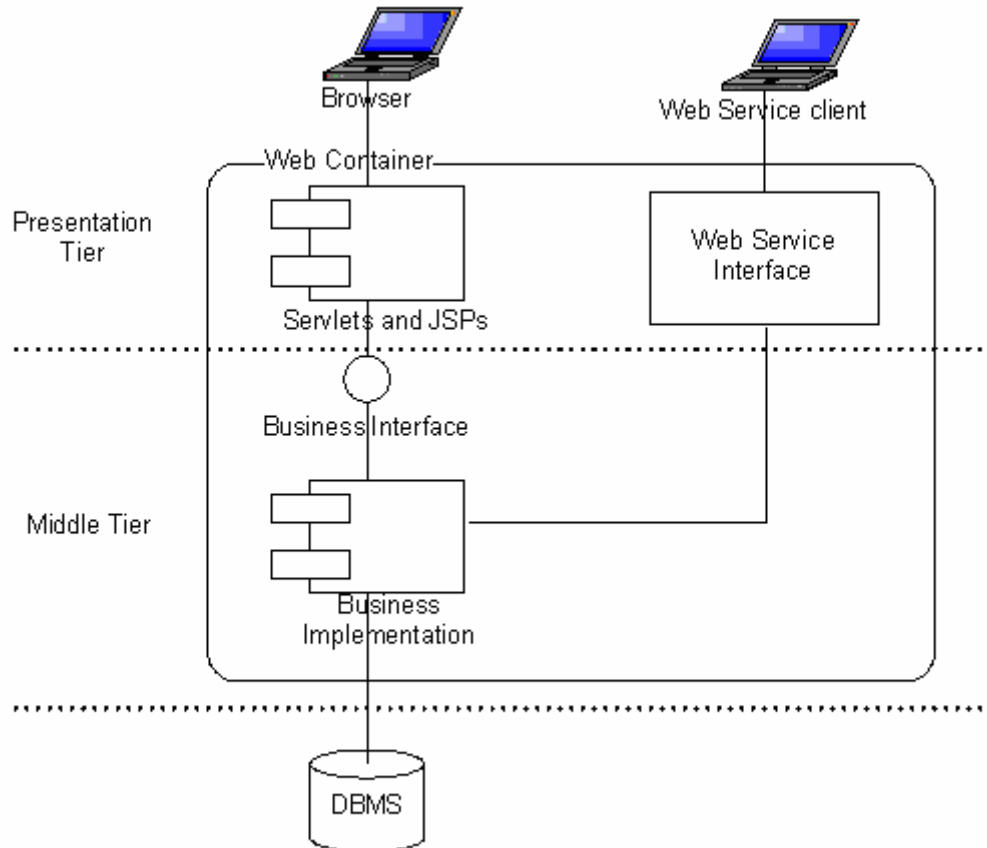 Browser
Web Service client
Web Container
Presentation
Tier
Web Service
Interface
Servlets and JSPs
Business Interface
Middle Tier
Business
Implementation
DBMS